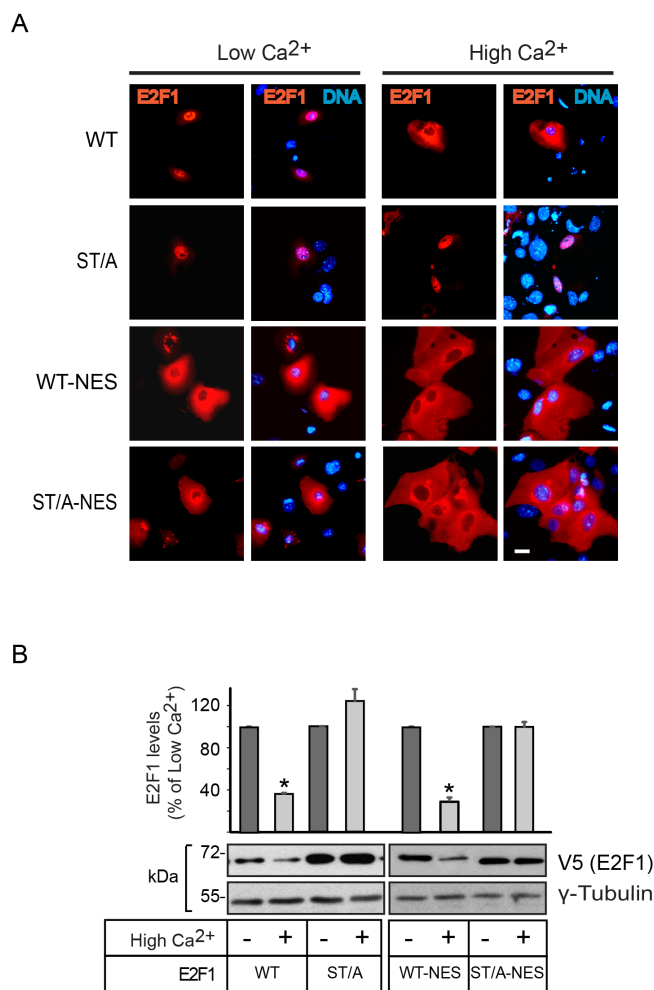 A
Low Ca2+ High Ca2+
E2F1 E2F1 DNA E2F1 E2F1 DNA
WT
ST/A
WT-NES
ST/A-NES
B
E2F1 levels
(% of Low Ca2+)
120
80
40
* *
kDa
72-
55-
V5 (E2F1)
γ-Tubulin
High Ca2+ - + - + - + - +
E2F1 WT ST/A WT-NES ST/A-NES